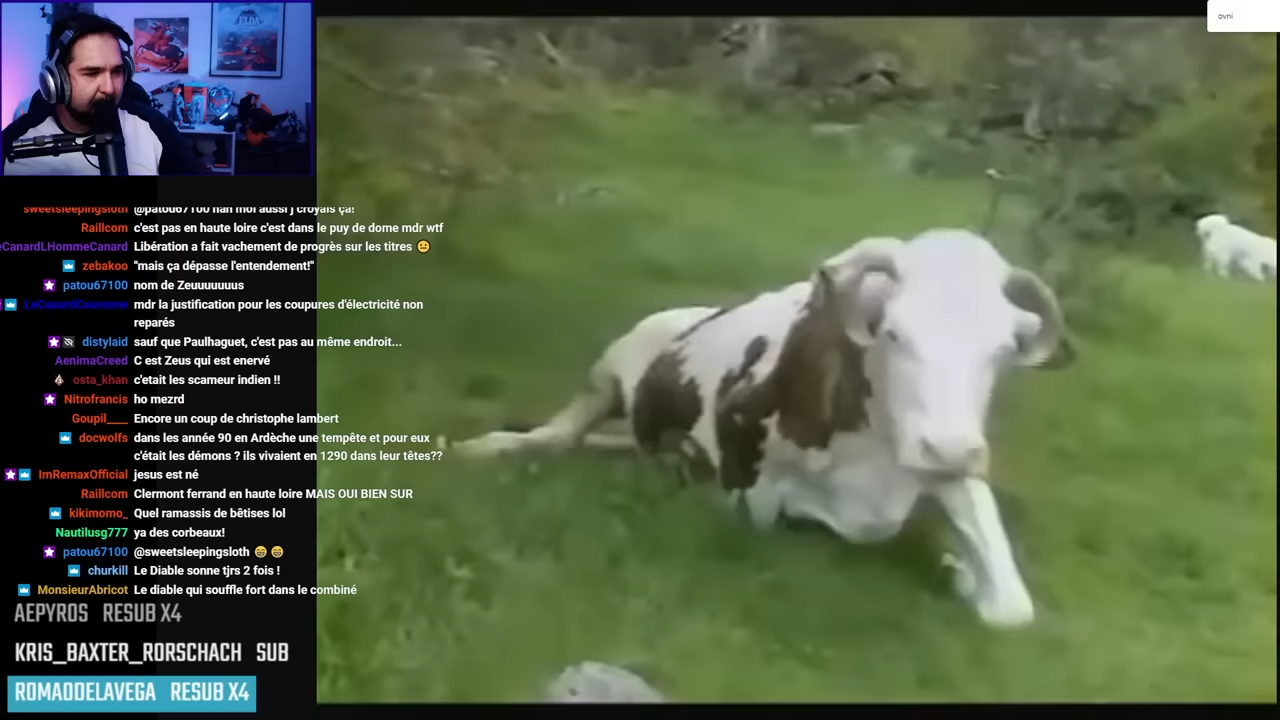 ovni
ELDA
sweetsleepingsloth @patou67100 nan moi aussi j croyais ça!
Raillcom c'est pas en haute loire c'est dans le puy de dome mdr wtf
eCanardLHommeCanard Libération a fait vachement de progrès sur les titres 😐
zebakoo "mais ça dépasse l'entendement!"
patou67100 nom de Zeuuuuuuus
LeCanardCouronne mdr la justification pour les coupures d'électricité non
reparés
distylaid sauf que Paulhaguet, c'est pas au même endroit...
AenimaCreed C est Zeus qui est enervé
osta_khan c'etait les scameur indien !!
Nitrofrancis ho mezrd
Goupil____ Encore un coup de christophe lambert
docwolfs dans les année 90 en Ardèche une tempête et pour eux
c'était les démons ? ils vivaient en 1290 dans leur têtes??
ImRemaxOfficial jesus est né
Raillcom Clermont ferrand en haute loire MAIS OUI BIEN SUR
kikimomo_ Quel ramassis de bêtises lol
Nautilusg777 ya des corbeaux!
patou67100 @sweetsleepingsloth 😁 😁
churkill Le Diable sonne tjrs 2 fois !
MonsieurAbricot Le diable qui souffle fort dans le combiné
AEPYROS RESUB X4
KRIS_BAXTER_RORSCHACH SUB
ROMAODELAVEGA RESUB X4